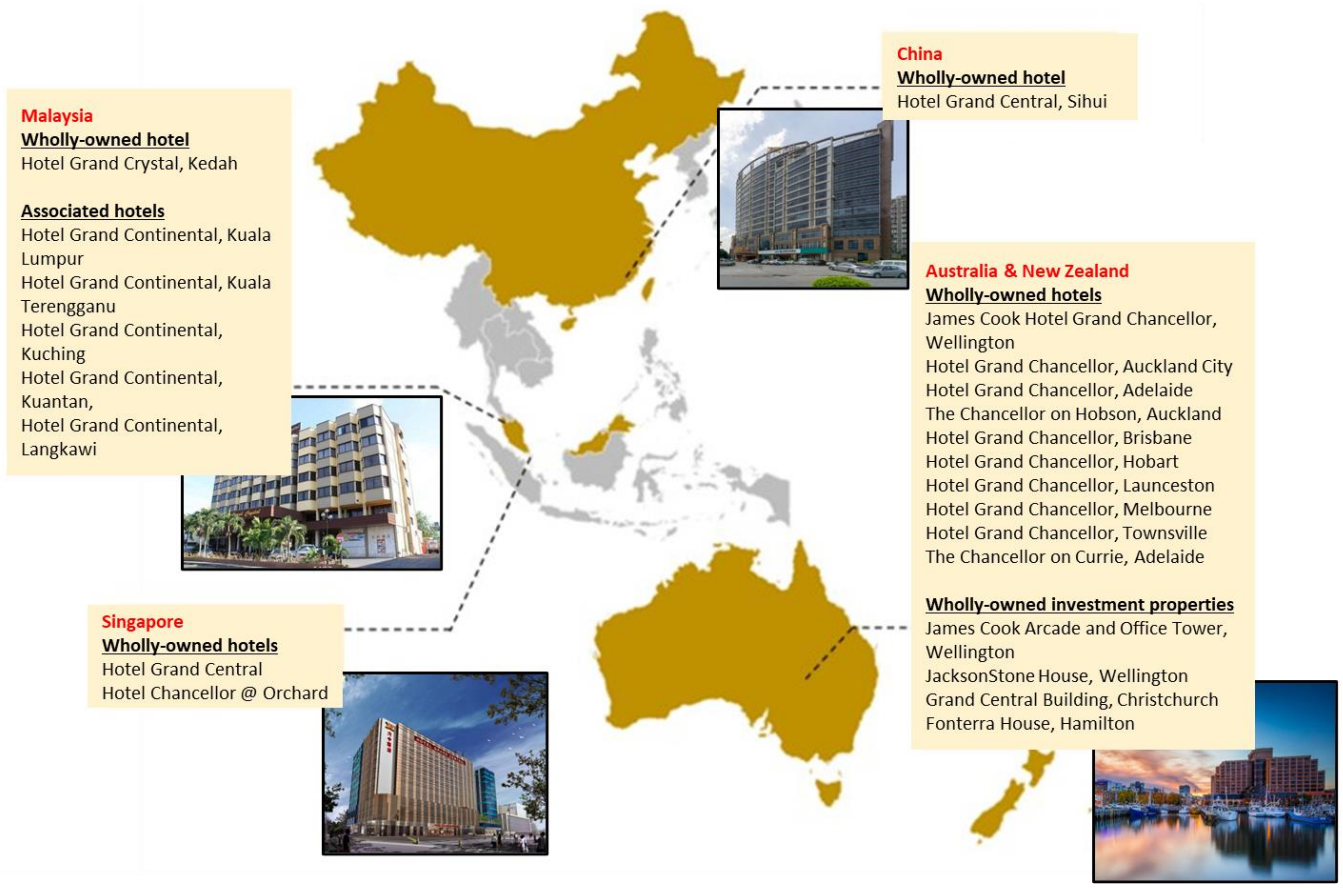 China
Wholly-owned hotel
Hotel Grand Central, Sihui
Malaysia
Wholly-owned hotel
Hotel Grand Crystal, Kedah
Associated hotels
Hotel Grand Continental, Kuala
Lumpur
Hotel Grand Continental, Kuala
Terengganu
Hotel Grand Continental,
Kuching
Hotel Grand Continental,
Kuantan,
Hotel Grand Continental,
Langkawi
Australia & New Zealand
Wholly-owned hotels
James Cook Hotel Grand Chancellor,
Wellington
Hotel Grand Chancellor, Auckland City
Hotel Grand Chancellor, Adelaide
The Chancellor on Hobson, Auckland
Hotel Grand Chancellor, Brisbane
Hotel Grand Chancellor, Hobart
Hotel Grand Chancellor, Launceston
Hotel Grand Chancellor, Melbourne
Hotel Grand Chancellor, Townsville
The Chancellor on Currie, Adelaide
Wholly-owned investment properties
James Cook Arcade and Office Tower,
Wellington
JacksonStone House, Wellington
Grand Central Building, Christchurch
Fonterra House, Hamilton
Singapore
Wholly-owned hotels
Hotel Grand Central
Hotel Chancellor @ Orchard